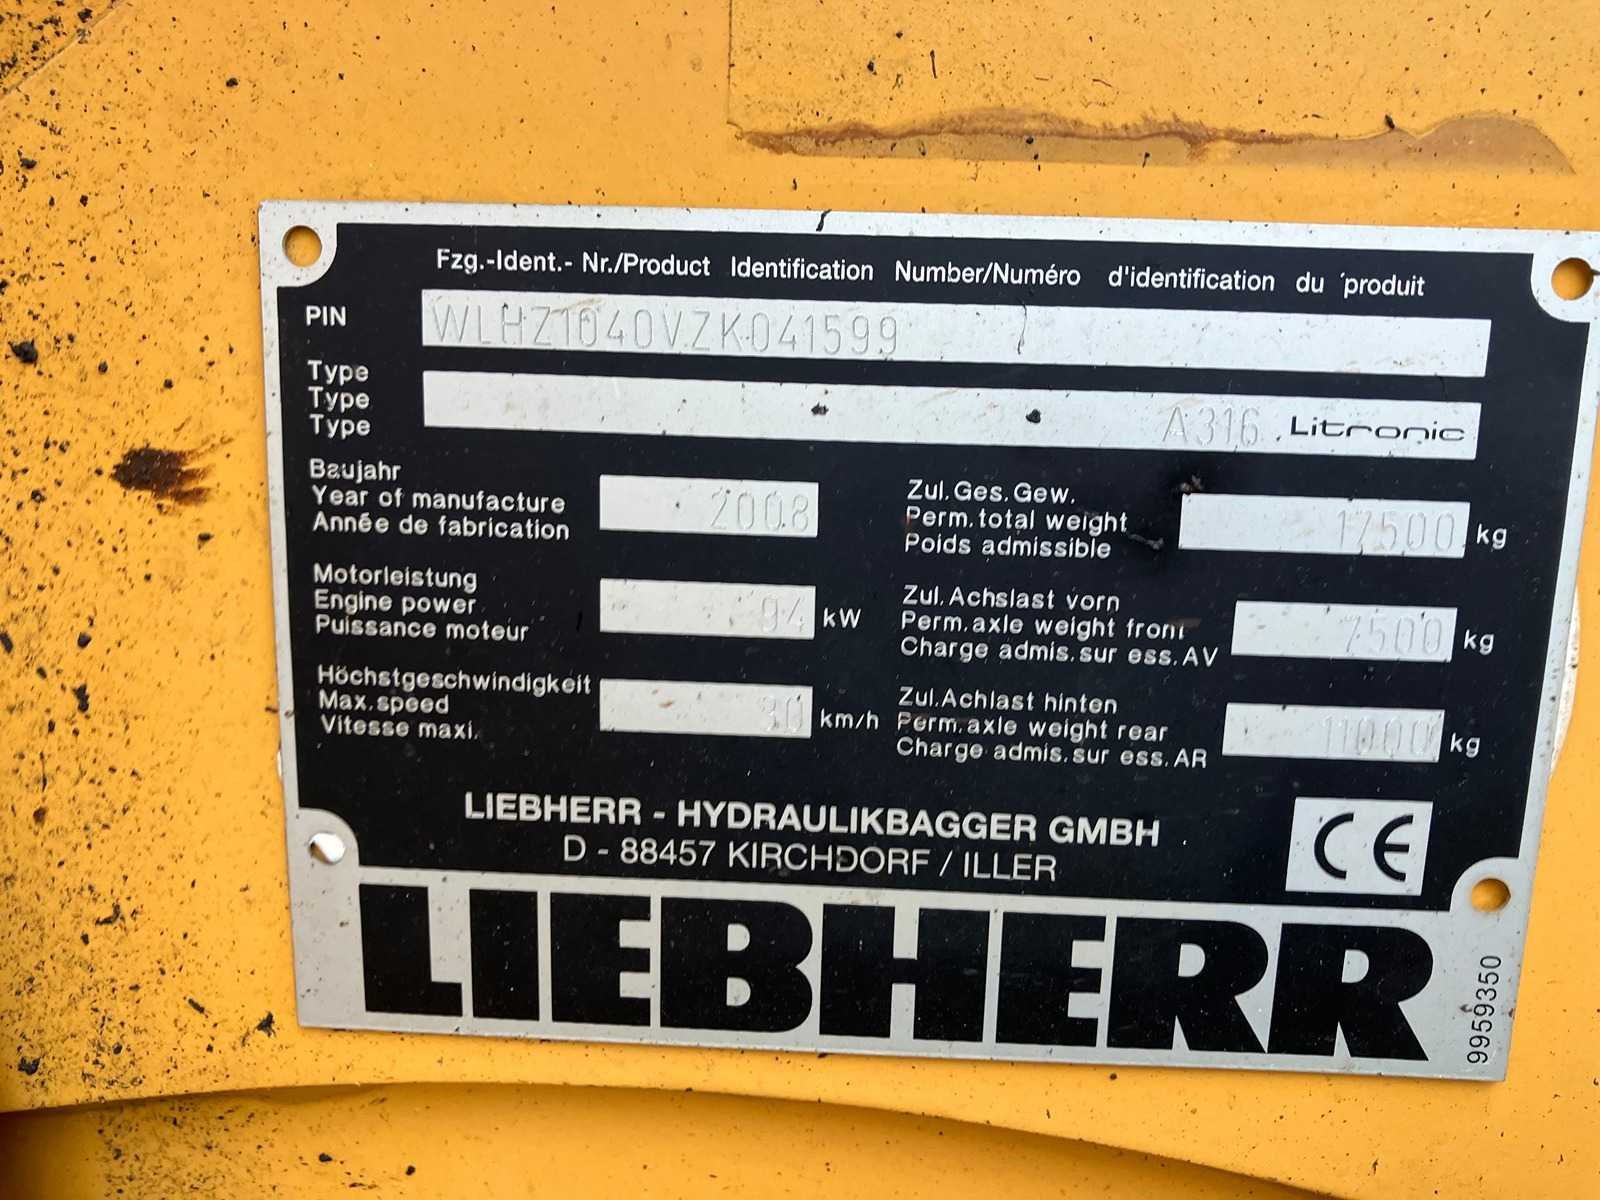 Fzg.-Ident.- Nr./Product Identification Number/Numéro d'identification du produit
PIN WLHZ1040VZK041599
Type
Type
Type
A316 Litronic
Baujahr
Year of manufacture
Année de fabrication
2008
Zul.Ges.Gew.
Perm.total weight
Poids admissible
17500 kg
Motorleistung
Engine power
Puissance moteur
94 kW
Zul.Achslast vorn
Perm.axle weight front
Charge admis.sur ess.AV
7500 kg
Höchstgeschwindigkeit
Max.speed
Vitesse maxi.
30 km/h
Zul.Achlast hinten
Perm.axle weight rear
Charge admis.sur ess.AR
11000 kg
LIEBHERR - HYDRAULIKBAGGER GMBH
D - 88457 KIRCHDORF / ILLER
CE
LIEBHERR
9959350